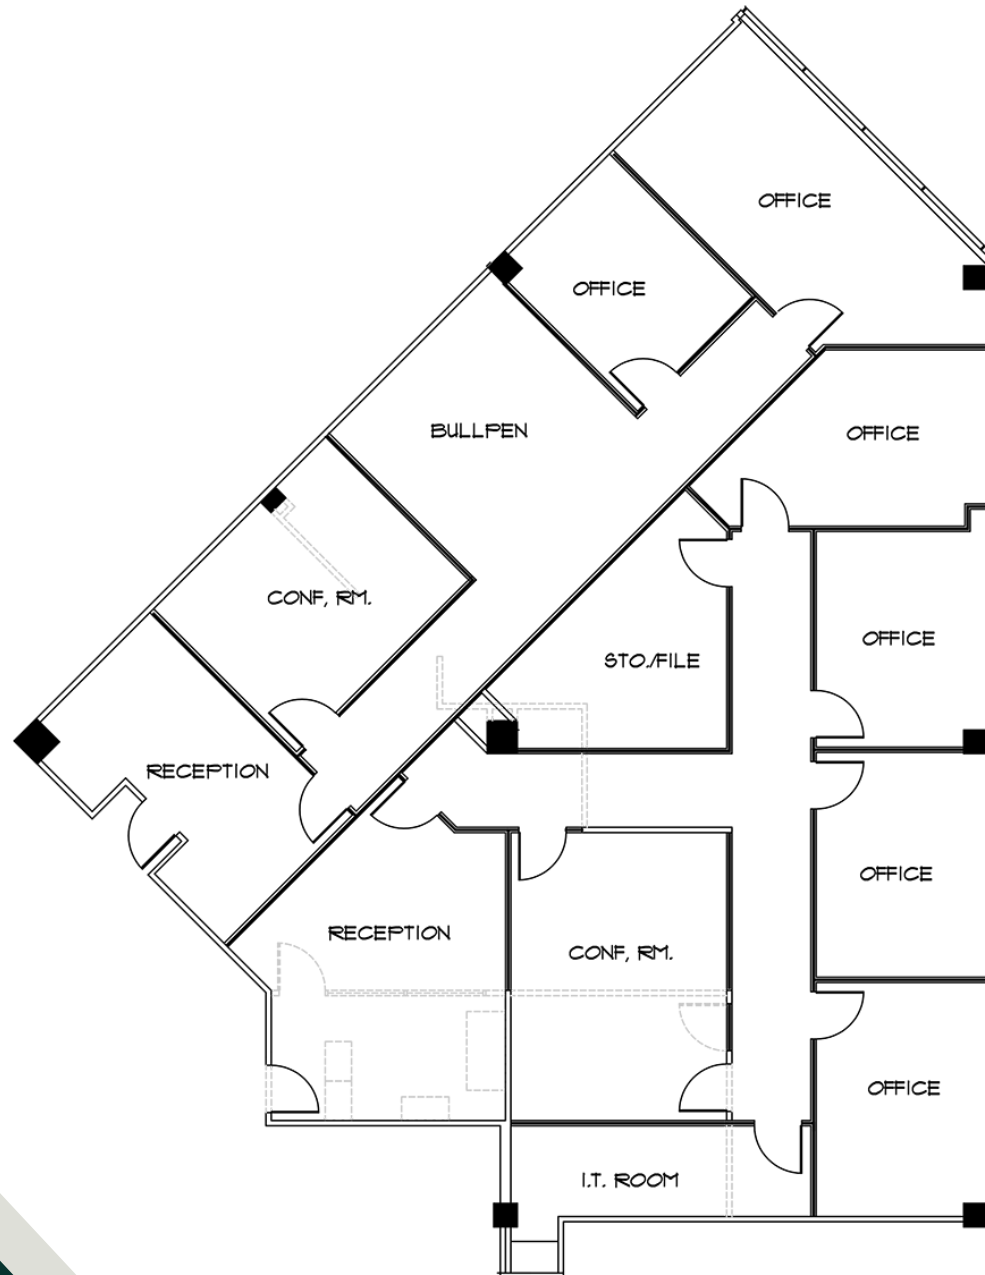 OFFICE
OFFICE
BULLPEN
OFFICE
CONF, RM.
OFFICE
STO./FILE
RECEPTION
OFFICE
RECEPTION
CONF, RM.
OFFICE
I.T. ROOM